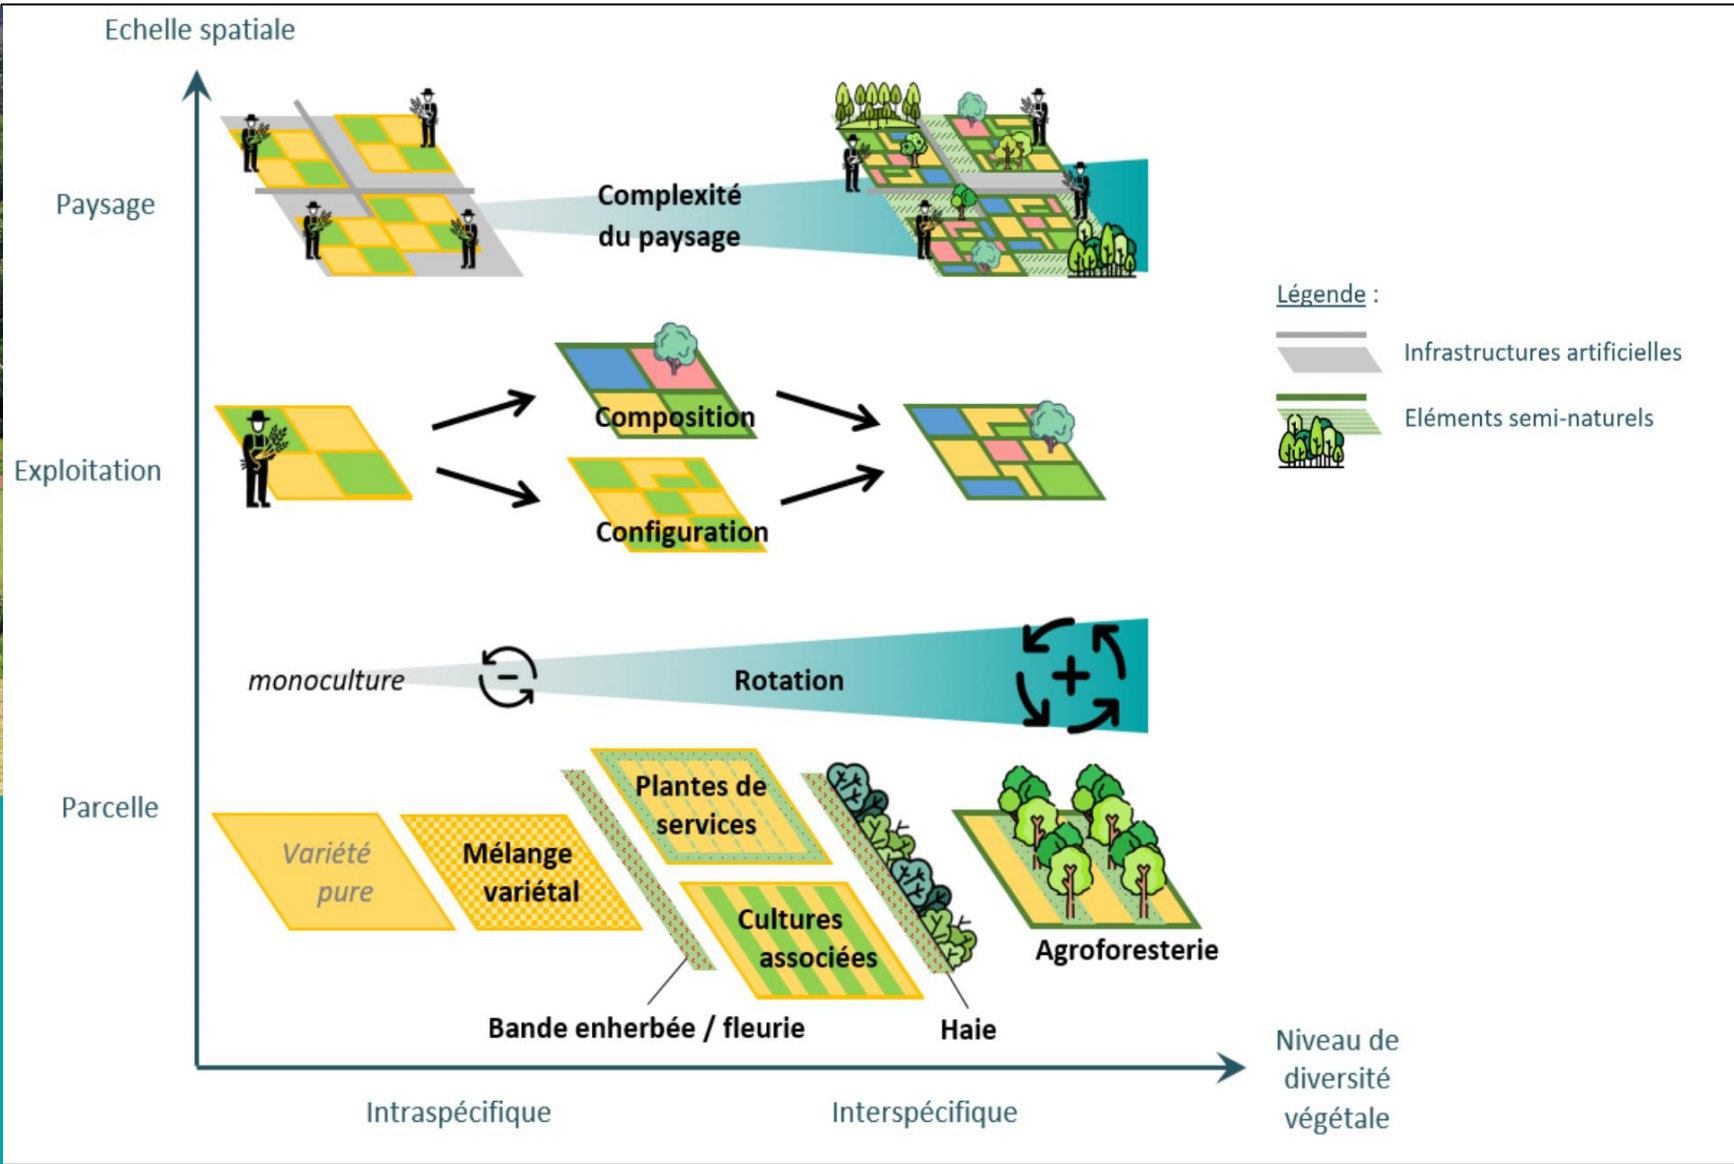 Echelle spatiale
Paysage
Complexité
du paysage
Légende :
Infrastructures artificielles
Eléments semi-naturels
Exploitation
Composition
Configuration
monoculture
-
Rotation
+
Parcelle
Variété
pure
Mélange
variétal
Plantes de
services
Cultures
associées
Agroforesterie
Bande enherbée / fleurie
Haie
Niveau de
diversité
végétale
Intraspécifique
Interspécifique